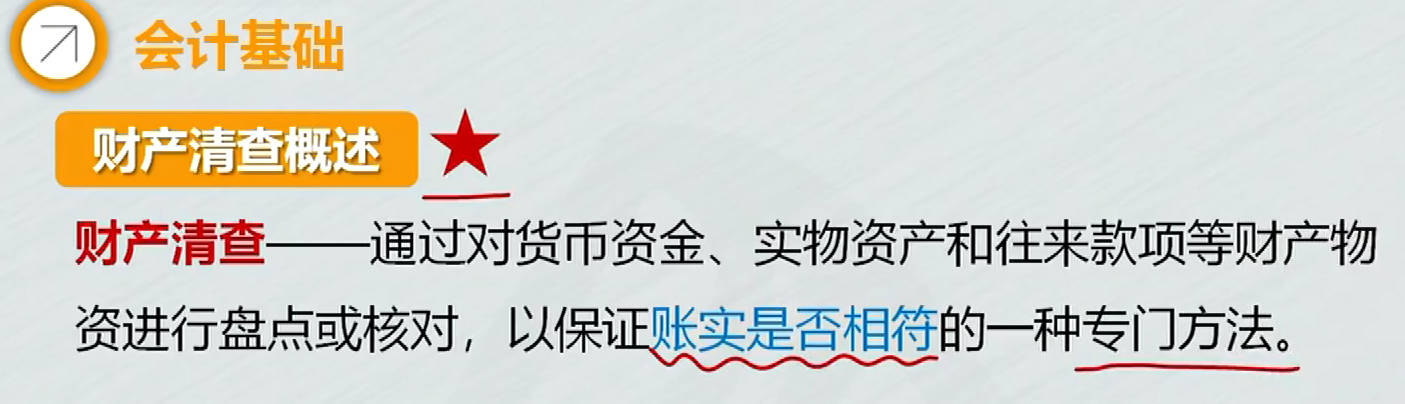 会计基础
财产清查概述
财产清查——通过对货币资金、实物资产和往来款项等财产物
资进行盘点或核对，以保证账实是否相符的一种专门方法。